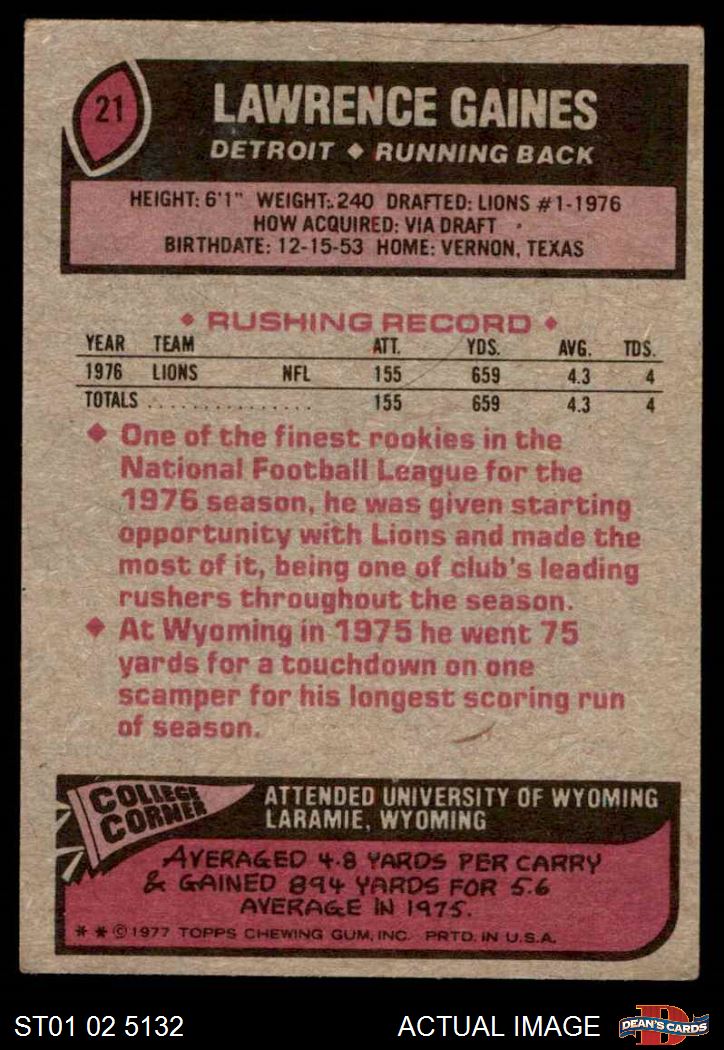 21
LAWRENCE GAINES
DETROIT ◆ RUNNING BACK
HEIGHT: 6'1" WEIGHT: 240 DRAFTED: LIONS #1-1976
HOW ACQUIRED: VIA DRAFT
BIRTHDATE: 12-15-53 HOME: VERNON, TEXAS
◆ RUSHING RECORD ◆
YEAR TEAM ATT. YDS. AVG. TDS.
1976 LIONS NFL 155 659 4.3 4
TOTALS . . . . . . . . . . . . . . . 155 659 4.3 4
◆ One of the finest rookies in the
National Football League for the
1976 season, he was given starting
opportunity with Lions and made the
most of it, being one of club's leading
rushers throughout the season.
◆ At Wyoming in 1975 he went 75
yards for a touchdown on one
scamper for his longest scoring run
of season.
COLLEGE
CORNER
ATTENDED UNIVERSITY OF WYOMING
LARAMIE, WYOMING
AVERAGED 4.8 YARDS PER CARRY
& GAINED 894 YARDS FOR 5.6
AVERAGE IN 1975.
* * © 1977 TOPPS CHEWING GUM, INC. PRTD. IN U.S.A.
ST01 02 5132
ACTUAL IMAGE
D
DEAN'S CARDS